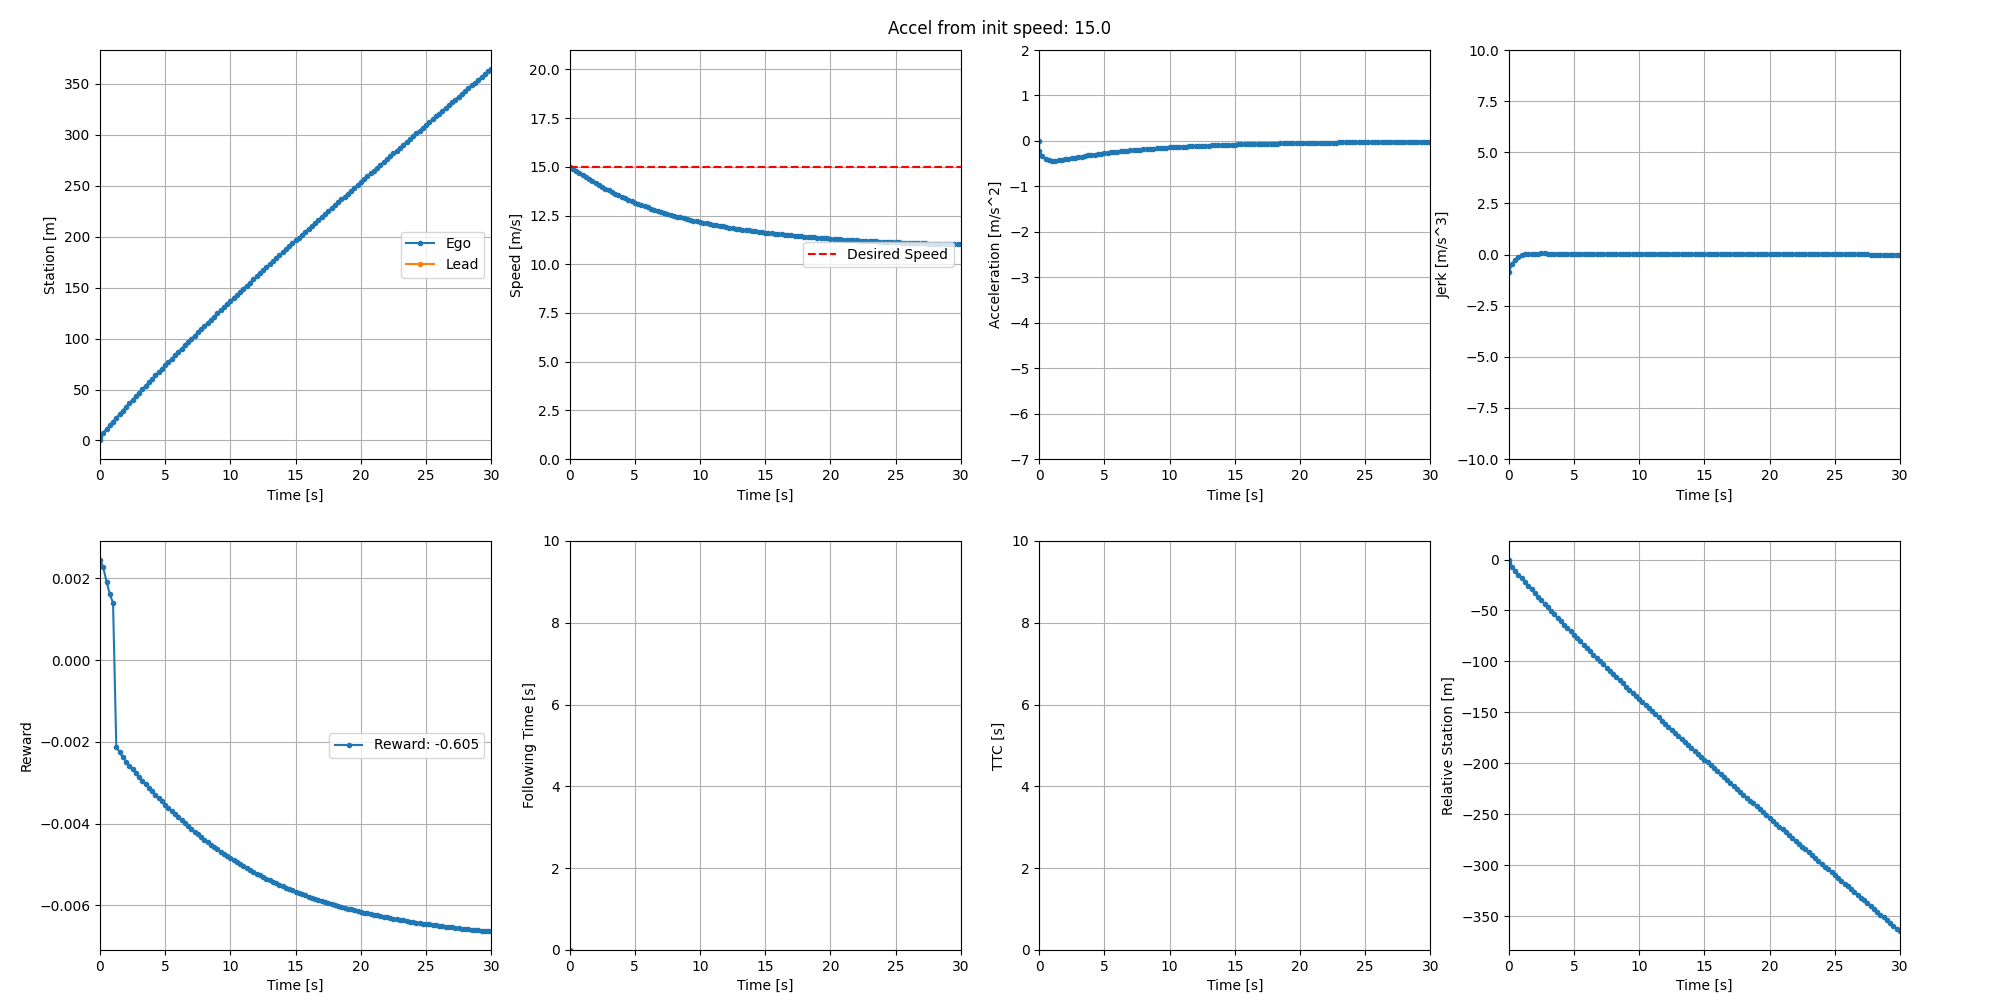 Accel from init speed: 15.0
Station [m]
350
300
250
200
150
100
50
0
Ego
Lead
0 5 10 15 20 25 30
Time [s]
Speed [m/s]
20.0
17.5
15.0
12.5
10.0
7.5
5.0
2.5
0.0
Desired Speed
0 5 10 15 20 25 30
Time [s]
Acceleration [m/s^2]
2
1
0
−1
−2
−3
−4
−5
−6
−7
0 5 10 15 20 25 30
Time [s]
Jerk [m/s^3]
10.0
7.5
5.0
2.5
0.0
−2.5
−5.0
−7.5
−10.0
0 5 10 15 20 25 30
Time [s]
Reward
0.002
0.000
−0.002
−0.004
−0.006
Reward: -0.605
0 5 10 15 20 25 30
Time [s]
Following Time [s]
10
8
6
4
2
0
0 5 10 15 20 25 30
Time [s]
TTC [s]
10
8
6
4
2
0
0 5 10 15 20 25 30
Time [s]
Relative Station [m]
0
−50
−100
−150
−200
−250
−300
−350
0 5 10 15 20 25 30
Time [s]